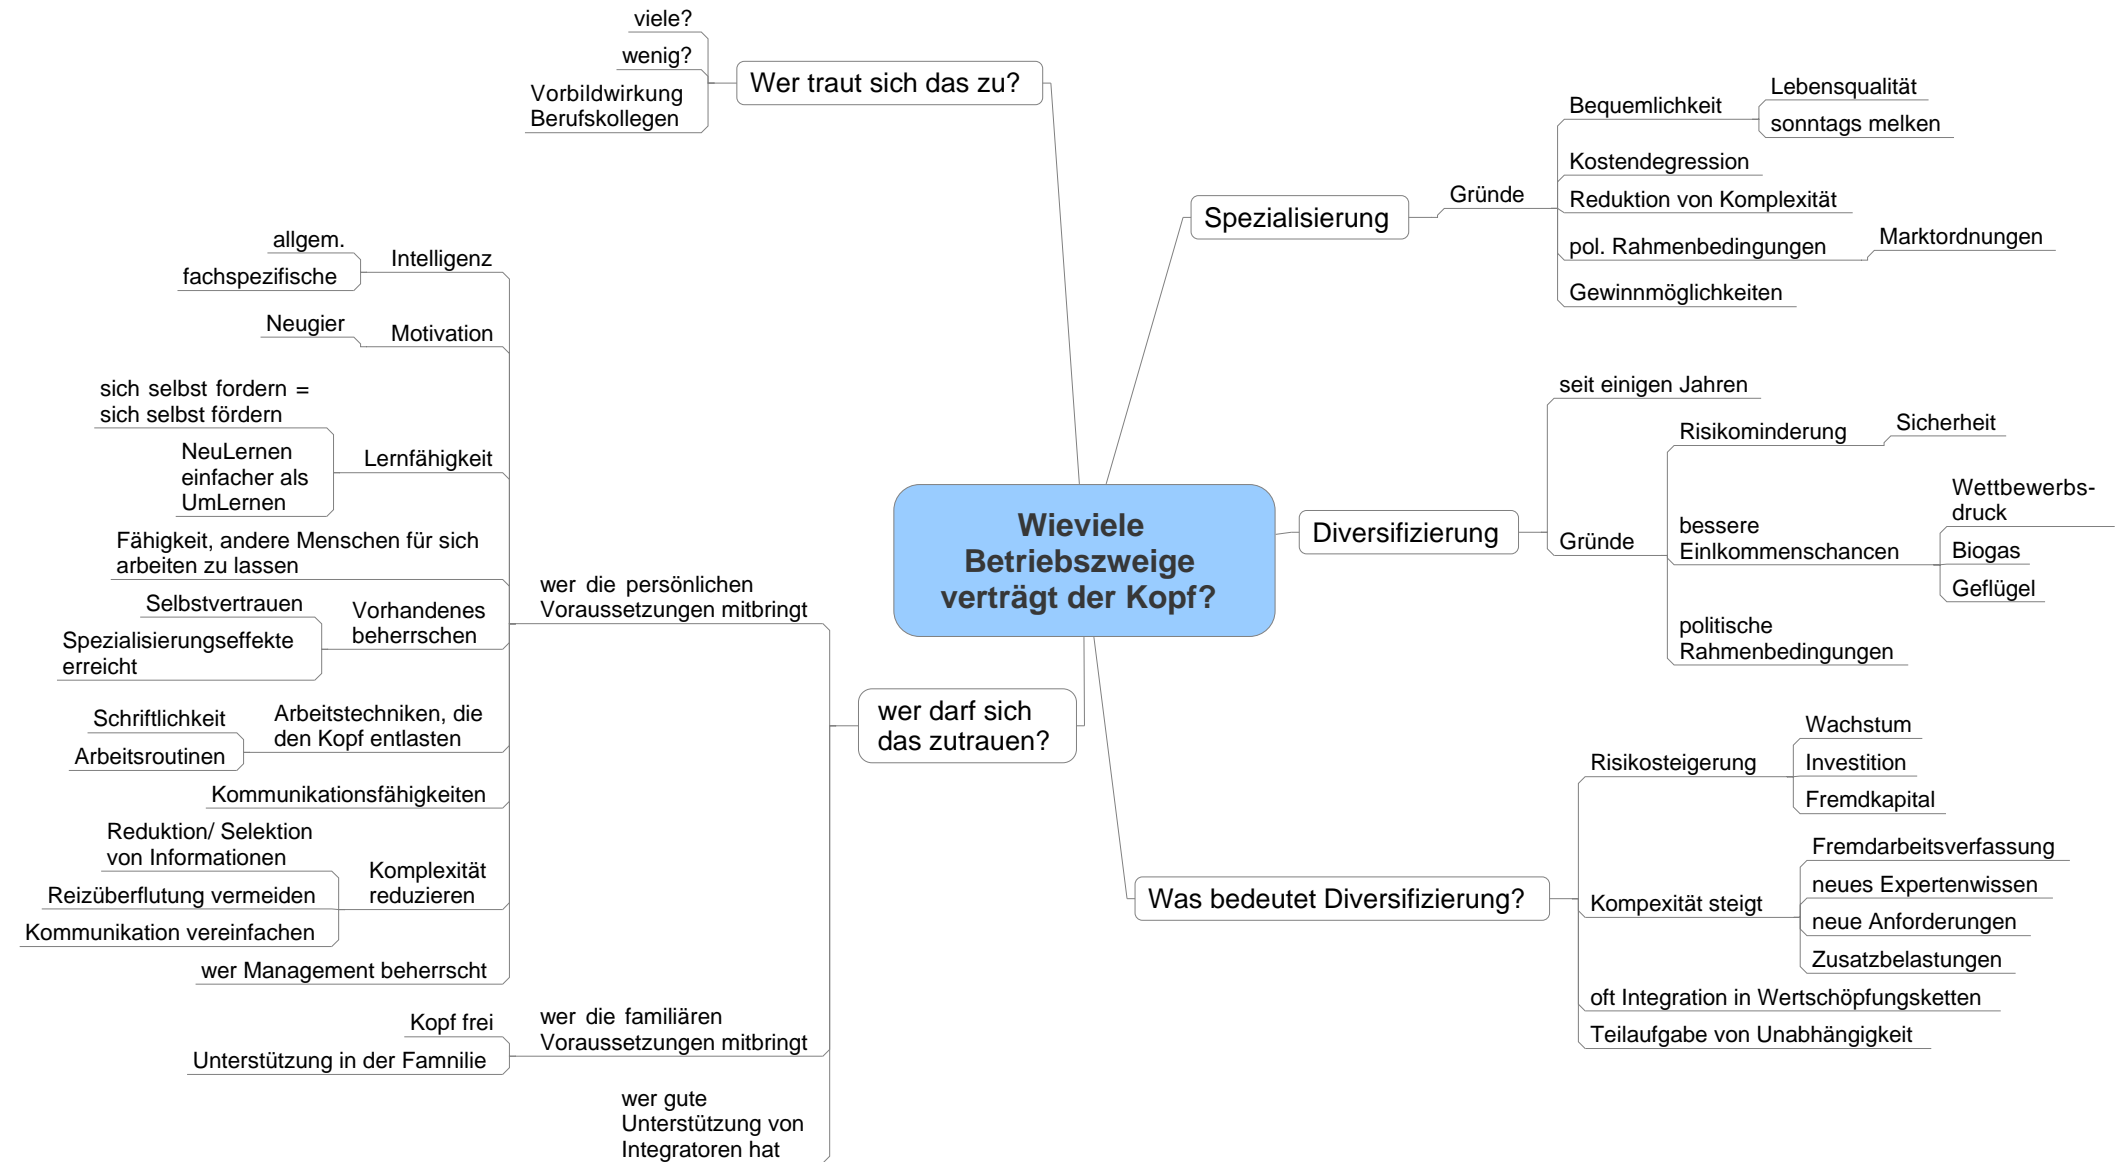 Wieviele
Betriebszweige
verträgt der Kopf?
Spezialisierung
Gründe
Bequemlichkeit
Lebensqualität
sonntags melken
Kostendegression
Reduktion von Komplexität
pol. Rahmenbedingungen
Marktordnungen
Gewinnmöglichkeiten
Diversifizierung
seit einigen Jahren
Gründe
Risikominderung
Sicherheit
bessere
Einlkommenschancen
Wettbewerbs-
druck
Biogas
Geflügel
politische
Rahmenbedingungen
Was bedeutet Diversifizierung?
Risikosteigerung
Wachstum
Investition
Fremdkapital
Kompexität steigt
Fremdarbeitsverfassung
neues Expertenwissen
neue Anforderungen
Zusatzbelastungen
oft Integration in Wertschöpfungsketten
Teilaufgabe von Unabhängigkeit
Wer traut sich das zu?
viele?
wenig?
Vorbildwirkung
Berufskollegen
wer darf sich
das zutrauen?
wer die persönlichen
Voraussetzungen mitbringt
Intelligenz
allgem.
fachspezifische
Motivation
Neugier
Lernfähigkeit
sich selbst fordern =
sich selbst fördern
NeuLernen
einfacher als
UmLernen
Fähigkeit, andere Menschen für sich
arbeiten zu lassen
Vorhandenes
beherrschen
Selbstvertrauen
Spezialisierungseffekte
erreicht
Arbeitstechniken, die
den Kopf entlasten
Schriftlichkeit
Arbeitsroutinen
Kommunikationsfähigkeiten
Komplexität
reduzieren
Reduktion/ Selektion
von Informationen
Reizüberflutung vermeiden
Kommunikation vereinfachen
wer Management beherrscht
wer die familiären
Voraussetzungen mitbringt
Kopf frei
Unterstützung in der Famnilie
wer gute
Unterstützung von
Integratoren hat